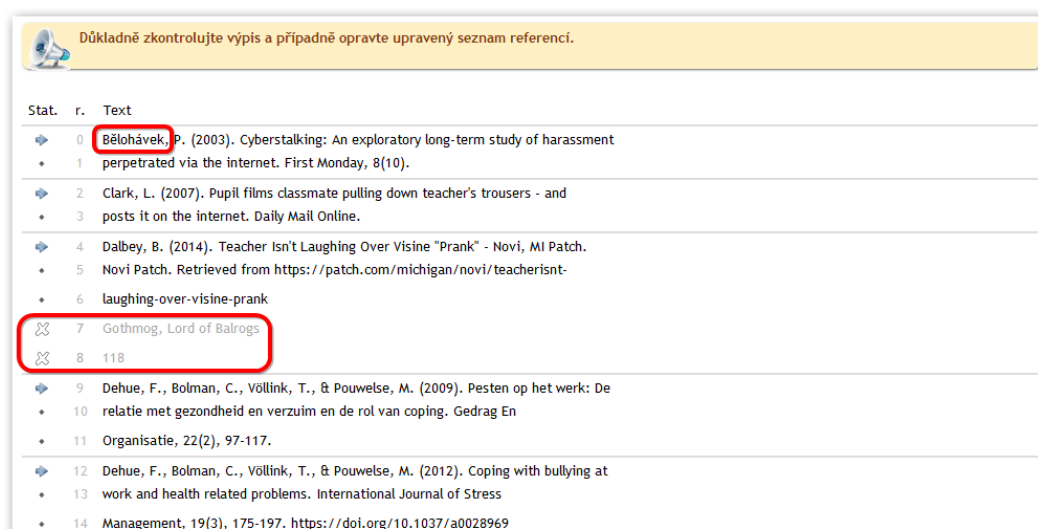 Důkladně zkontrolujte výpis a případně opravte upravený seznam referencí.
Stat. r. Text
0 Bělohávek, P. (2003). Cyberstalking: An exploratory long-term study of harassment
1 perpetrated via the internet. First Monday, 8(10).
2 Clark, L. (2007). Pupil films classmate pulling down teacher's trousers - and
3 posts it on the internet. Daily Mail Online.
4 Dalbey, B. (2014). Teacher Isn't Laughing Over Visine "Prank" - Novi, MI Patch.
5 Novi Patch. Retrieved from https://patch.com/michigan/novi/teacherisnt-
6 laughing-over-visine-prank
7 Gothmog, Lord of Balrogs
8 118
9 Dehue, F., Bolman, C., Völlink, T., & Pouwelse, M. (2009). Pesten op het werk: De
10 relatie met gezondheid en verzuim en de rol van coping. Gedrag En
11 Organisatie, 22(2), 97-117.
12 Dehue, F., Bolman, C., Völlink, T., & Pouwelse, M. (2012). Coping with bullying at
13 work and health related problems. International Journal of Stress
14 Management, 19(3), 175-197. https://doi.org/10.1037/a0028969